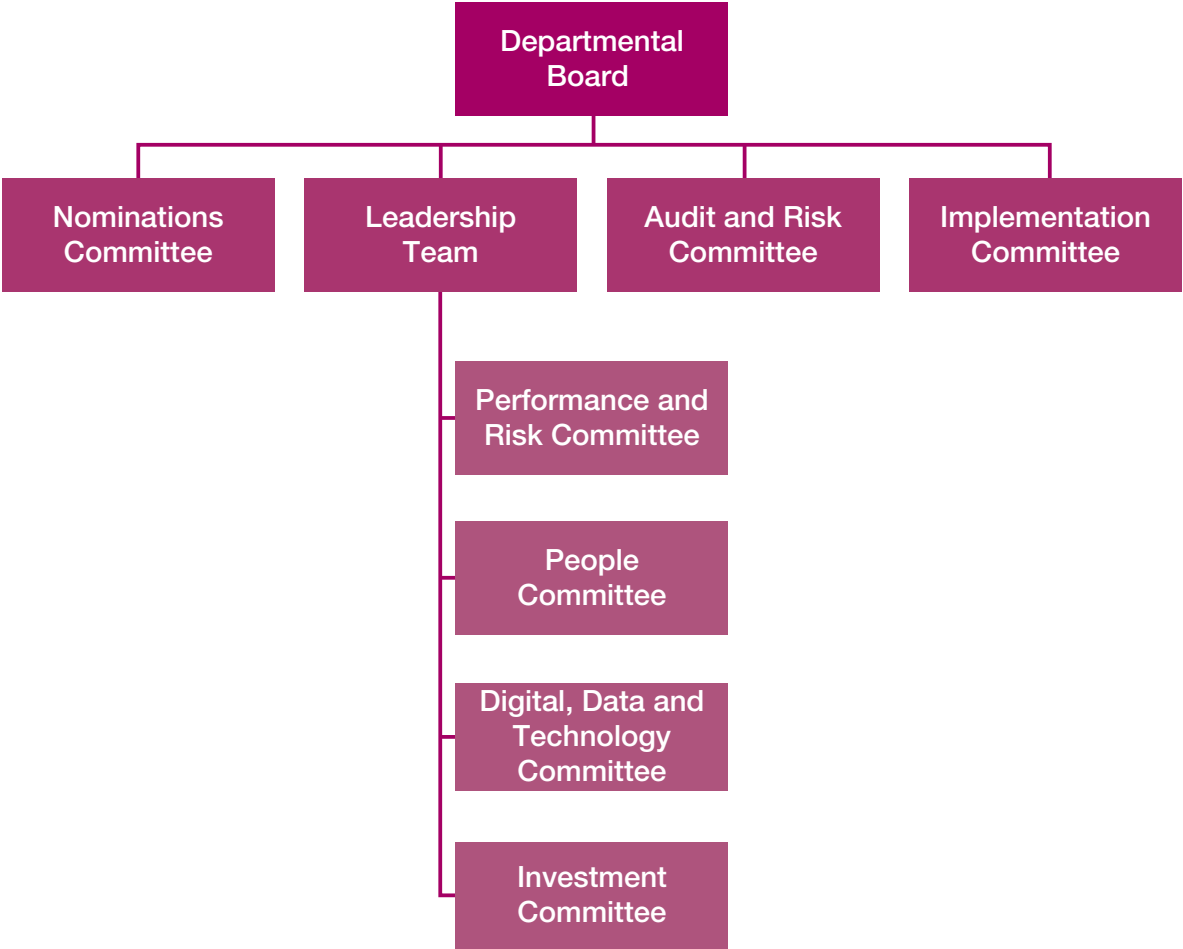 Departmental
Board
Nominations
Committee
Leadership
Team
Audit and Risk
Committee
Implementation
Committee
Performance and
Risk Committee
People
Committee
Digital, Data and
Technology
Committee
Investment
Committee